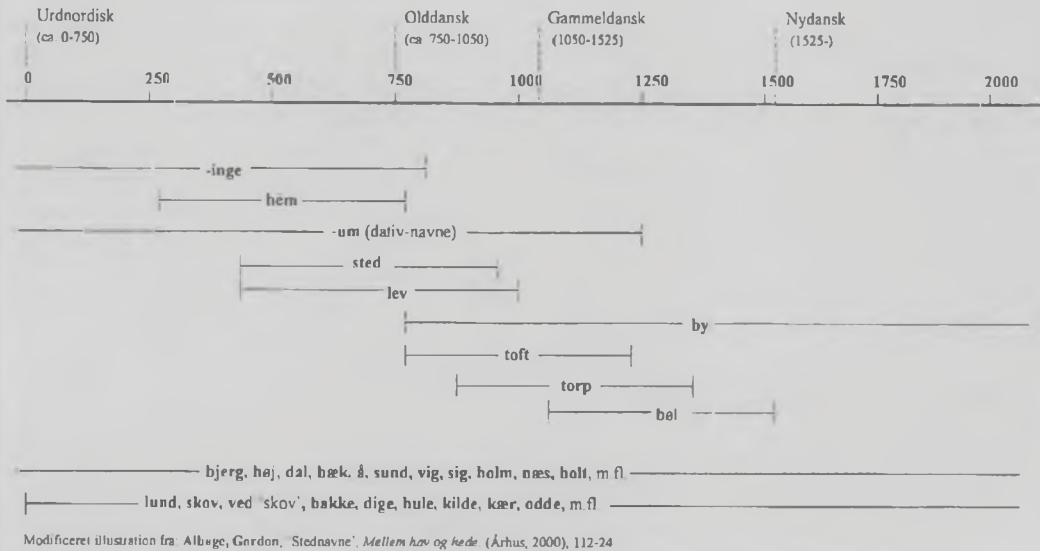 Urdnordisk Olddansk Gammeldansk Nydansk
(ca 0-750) (ca 750-1050) (1050-1525) (1525-)
0 250 500 750 1000 1250 1500 1750 2000
-inge
hēm
-um (dativ-navne)
sted
lev
by
toft
torp
bøl
bjerg, høj, dal, bæk, å, sund, vig, sig, holm, næs, holt, m.fl.
lund, skov, ved 'skov', bakke, dige, hule, kilde, kær, odde, m.fl.
Modificeret illustration fra: Albøge, Gordon, 'Stednavne', Mellem hav og hede (Århus, 2000), 112-24